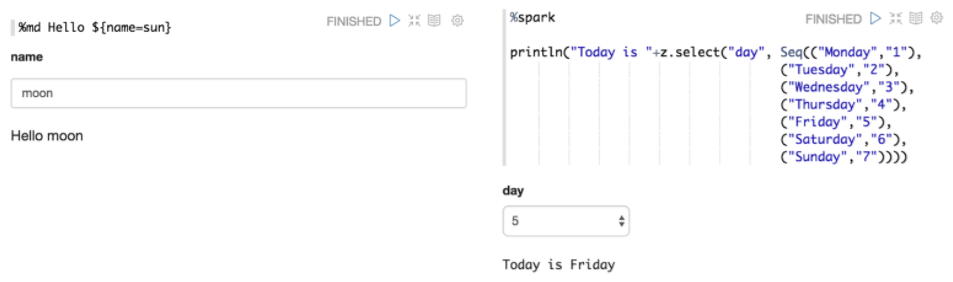 %md Hello ${name=sun}
FINISHED
name
moon
Hello moon
%spark
FINISHED
println("Today is "+z.select("day", Seq(("Monday","1"),
("Tuesday","2"),
("Wednesday","3"),
("Thursday","4"),
("Friday","5"),
("Saturday","6"),
("Sunday","7"))))
day
5
Today is Friday